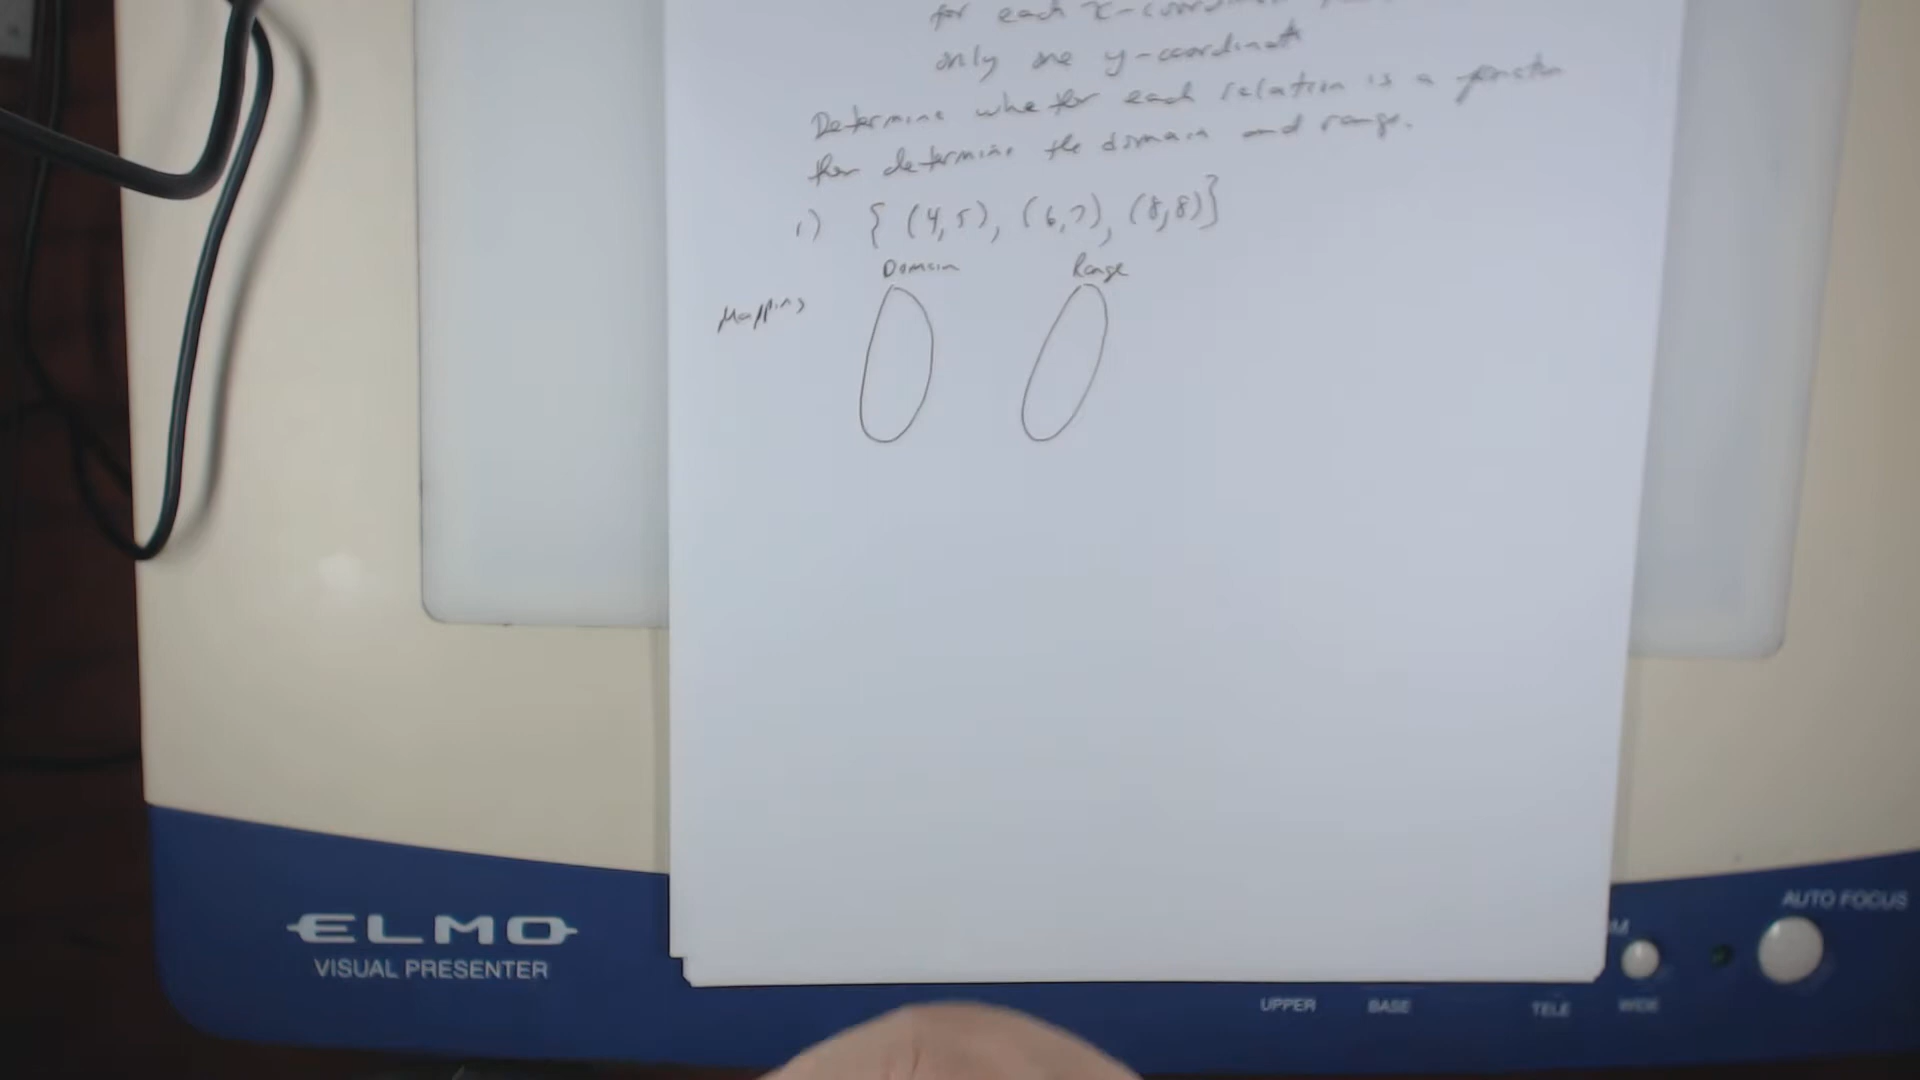 for each x-coordinate
only one y-coordinate
Determine whether each relation is a function
then determine the domain and range.
1) { (4,5), (6,7), (8,8)}
Domain Range
Mapping
AUTO FOCUS
ELMO
VISUAL PRESENTER
UPPER BASE TELE WIDE